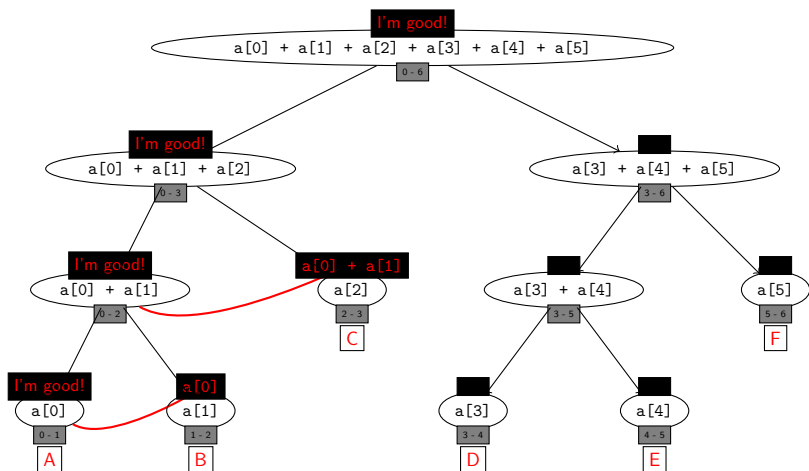 I'm good!
a[0] + a[1] + a[2] + a[3] + a[4] + a[5]
0 - 6
I'm good!
a[0] + a[1] + a[2]
a[3] + a[4] + a[5]
0 - 3
3 - 6
I'm good!
a[0] + a[1]
a[0] + a[1]
a[2]
a[3] + a[4]
a[5]
0 - 2
2 - 3
3 - 5
5 - 6
C
F
I'm good!
a[0]
a[0]
a[1]
a[3]
a[4]
0 - 1
1 - 2
3 - 4
4 - 5
A
B
D
E